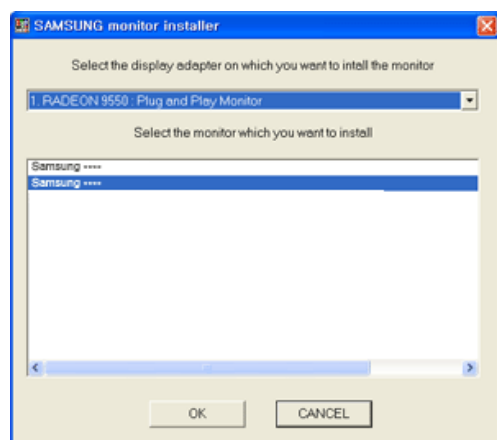 SAMSUNG monitor installer
Select the display adapter on which you want to intall the monitor
1. RADEON 9550 : Plug and Play Monitor
Select the monitor which you want to install
Samsung ****
Samsung ****
OK
CANCEL